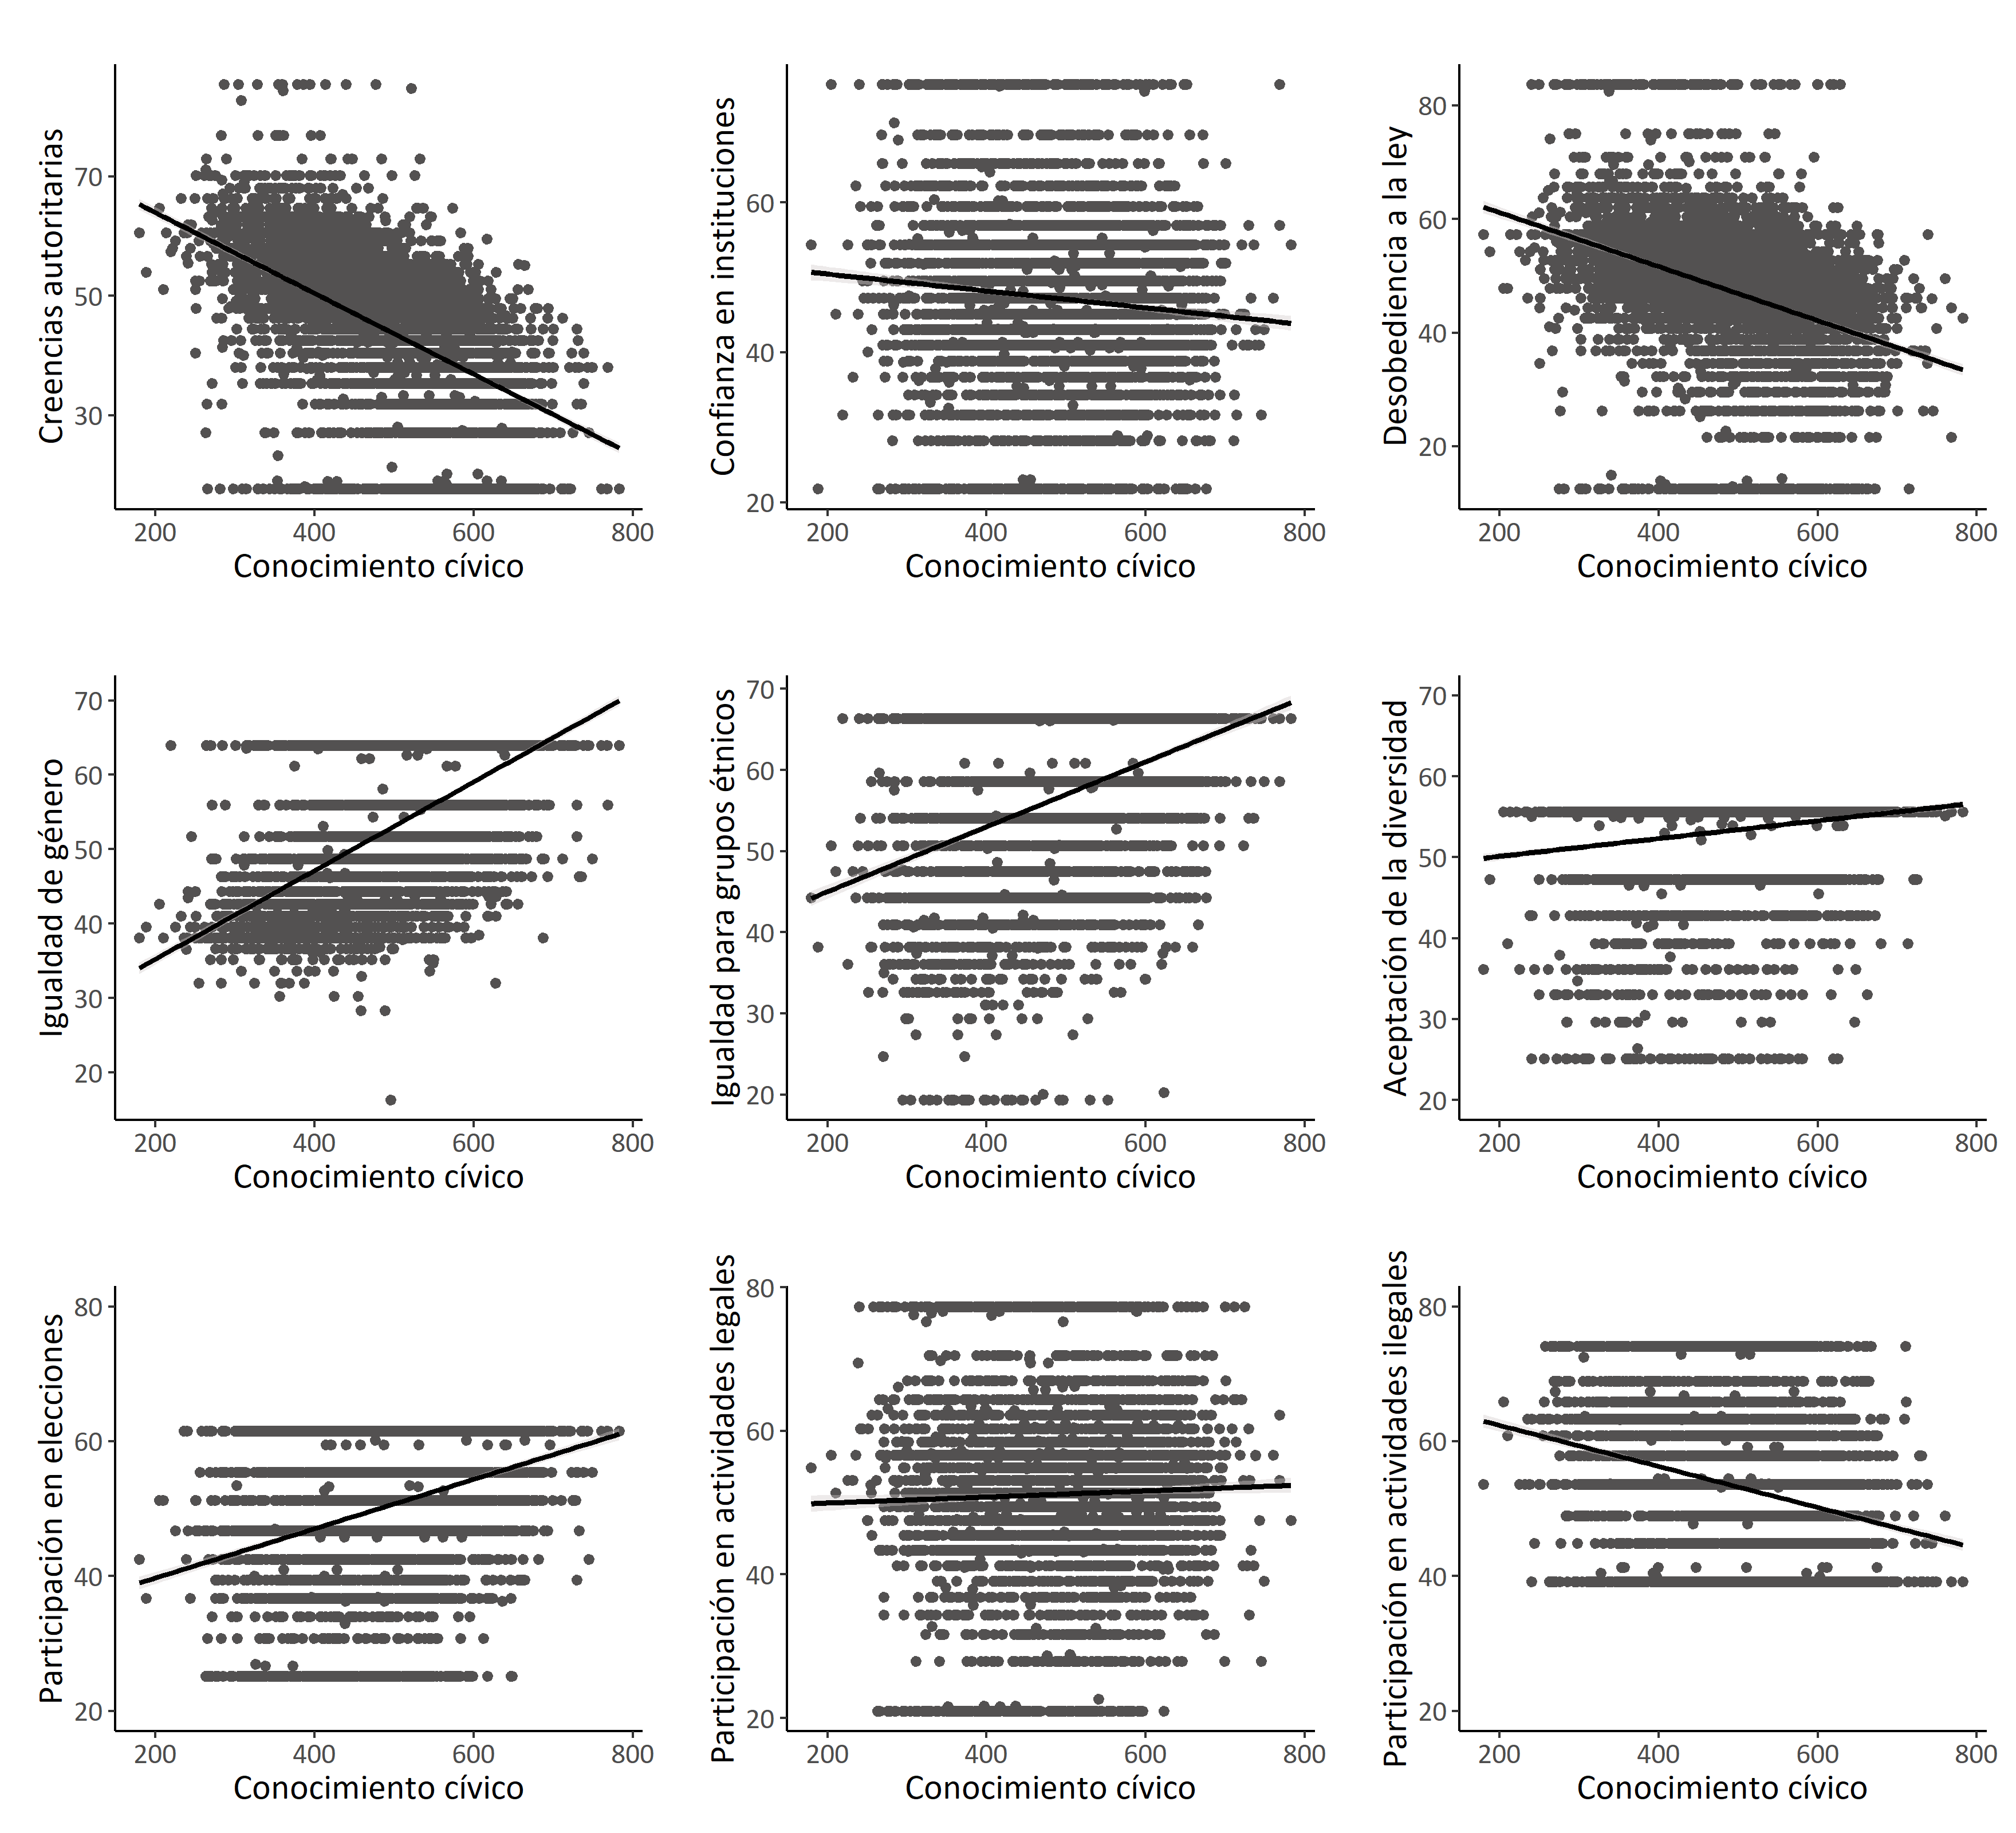 Creencias autoritarias
70
50
30
200 400 600 800
Conocimiento cívico
Confianza en instituciones
60
40
20
200 400 600 800
Conocimiento cívico
Desobediencia a la ley
80
60
40
20
200 400 600 800
Conocimiento cívico
Igualdad de género
70
60
50
40
30
20
200 400 600 800
Conocimiento cívico
Igualdad para grupos étnicos
70
60
50
40
30
20
200 400 600 800
Conocimiento cívico
Aceptación de la diversidad
70
60
50
40
30
20
200 400 600 800
Conocimiento cívico
Participación en elecciones
80
60
40
20
200 400 600 800
Conocimiento cívico
Participación en actividades legales
80
60
40
20
200 400 600 800
Conocimiento cívico
Participación en actividades ilegales
80
60
40
20
200 400 600 800
Conocimiento cívico